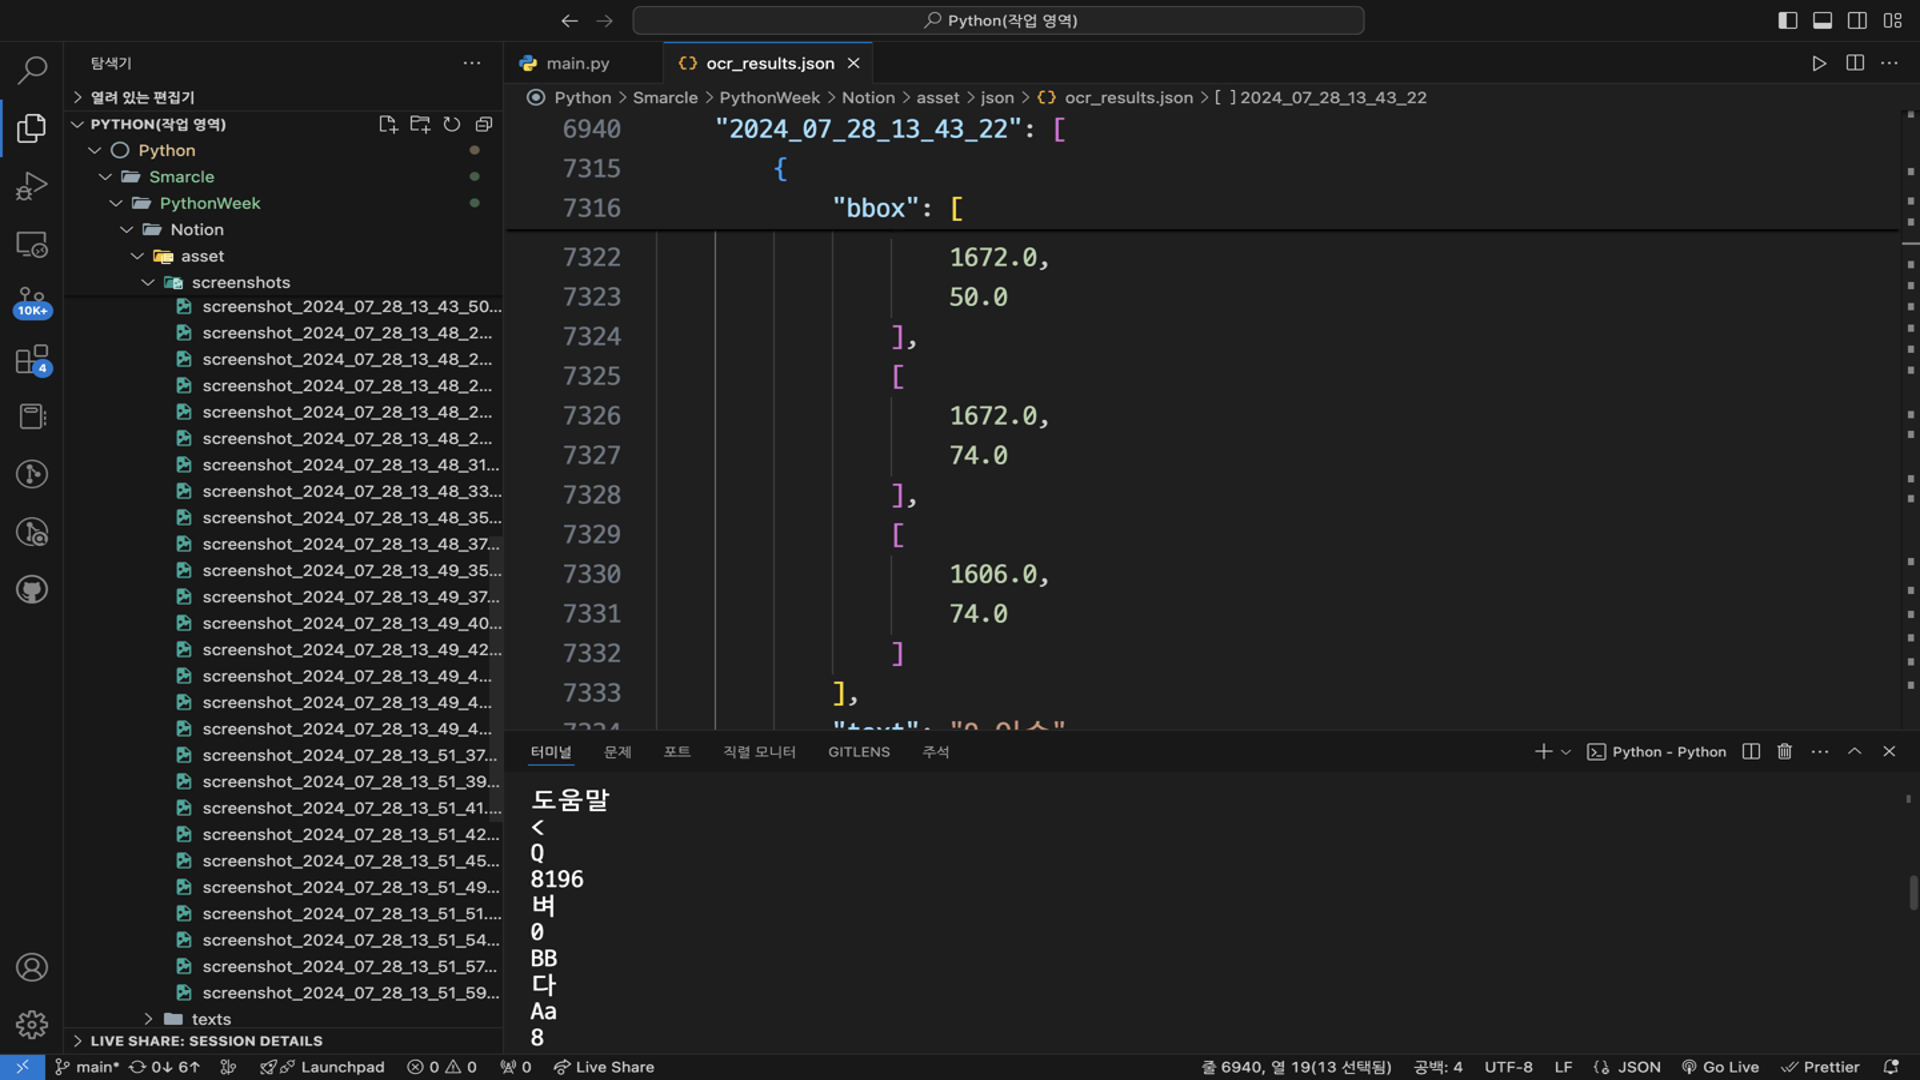 Python(작업 영역)
탐색기
열려 있는 편집기
PYTHON(작업 영역)
Python
Smarcle
PythonWeek
Notion
asset
screenshots
screenshot_2024_07_28_13_43_50...
screenshot_2024_07_28_13_48_2...
screenshot_2024_07_28_13_48_2...
screenshot_2024_07_28_13_48_2...
screenshot_2024_07_28_13_48_2...
screenshot_2024_07_28_13_48_2...
screenshot_2024_07_28_13_48_31...
screenshot_2024_07_28_13_48_33...
screenshot_2024_07_28_13_48_35...
screenshot_2024_07_28_13_48_37...
screenshot_2024_07_28_13_49_35...
screenshot_2024_07_28_13_49_37...
screenshot_2024_07_28_13_49_40...
screenshot_2024_07_28_13_49_42...
screenshot_2024_07_28_13_49_4...
screenshot_2024_07_28_13_49_4...
screenshot_2024_07_28_13_49_4...
screenshot_2024_07_28_13_51_37...
screenshot_2024_07_28_13_51_39...
screenshot_2024_07_28_13_51_41....
screenshot_2024_07_28_13_51_42...
screenshot_2024_07_28_13_51_45...
screenshot_2024_07_28_13_51_49...
screenshot_2024_07_28_13_51_51....
screenshot_2024_07_28_13_51_54...
screenshot_2024_07_28_13_51_57...
screenshot_2024_07_28_13_51_59...
texts
LIVE SHARE: SESSION DETAILS
10K+
4
main.py
{} ocr_results.json
Python > Smarcle > PythonWeek > Notion > asset > json > {} ocr_results.json > [ ] 2024_07_28_13_43_22
6940 "2024_07_28_13_43_22": [
7315 {
7316 "bbox": [
7322 1672.0,
7323 50.0
7324 ],
7325 [
7326 1672.0,
7327 74.0
7328 ],
7329 [
7330 1606.0,
7331 74.0
7332 ]
7333 ],
7334 "text":
터미널 문제 포트 직렬 모니터 GITLENS 주석
Python - Python
도움말
<
Q
8196
벼
0
BB
다
Aa
8
main* 0↓ 6↑ Launchpad 0 0 0 Live Share
줄 6940, 열 19(13 선택됨) 공백: 4 UTF-8 LF {} JSON Go Live Prettier